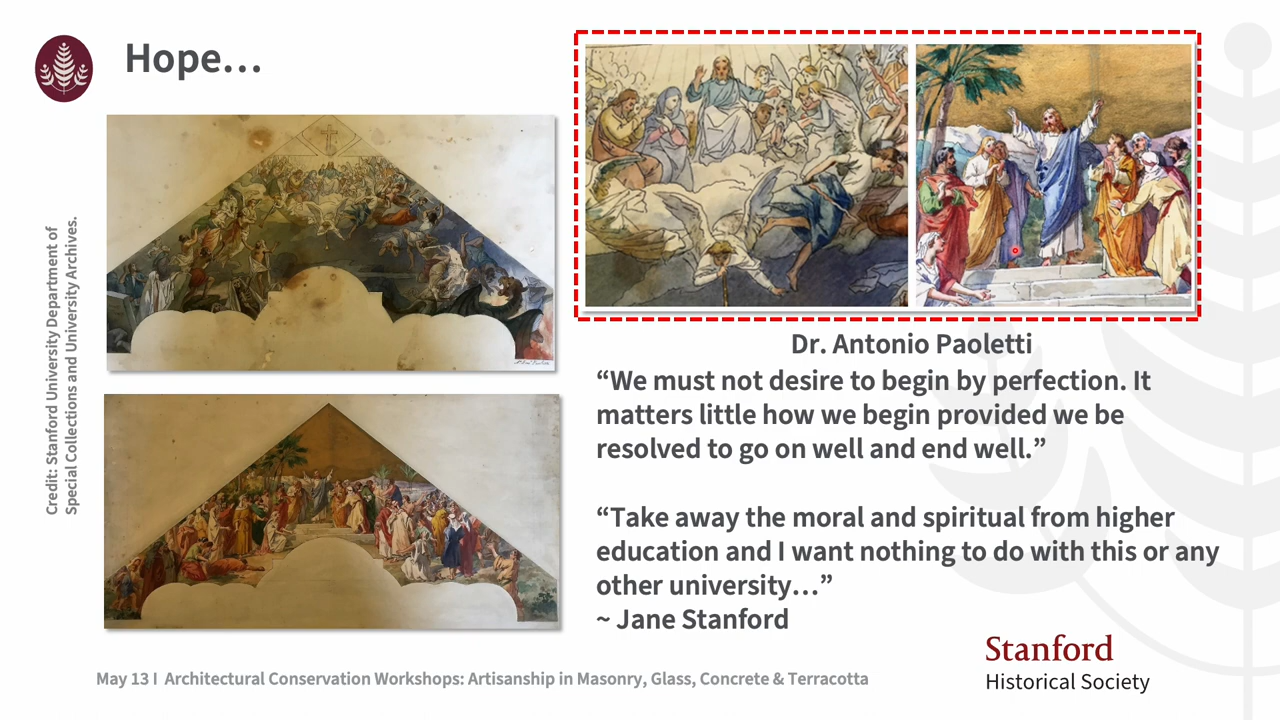 Hope…
Credit: Stanford University Department of
Special Collections and University Archives.
Dr. Antonio Paoletti
“We must not desire to begin by perfection. It
matters little how we begin provided we be
resolved to go on well and end well.”
“Take away the moral and spiritual from higher
education and I want nothing to do with this or any
other university…”
~ Jane Stanford
Stanford
Historical Society
May 13 I Architectural Conservation Workshops: Artisanship in Masonry, Glass, Concrete & Terracotta